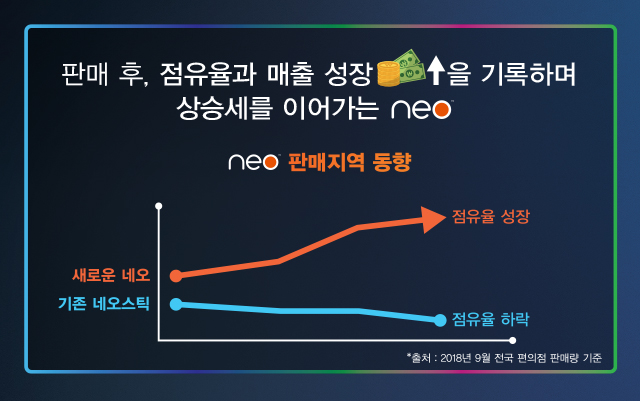 판매 후, 점유율과 매출 성장을 기록하며
상승세를 이어가는 neo™
neo™ 판매지역 동향
점유율 성장
새로운 네오
기존 네오스틱
점유율 하락
*출처 : 2018년 9월 전국 편의점 판매량 기준